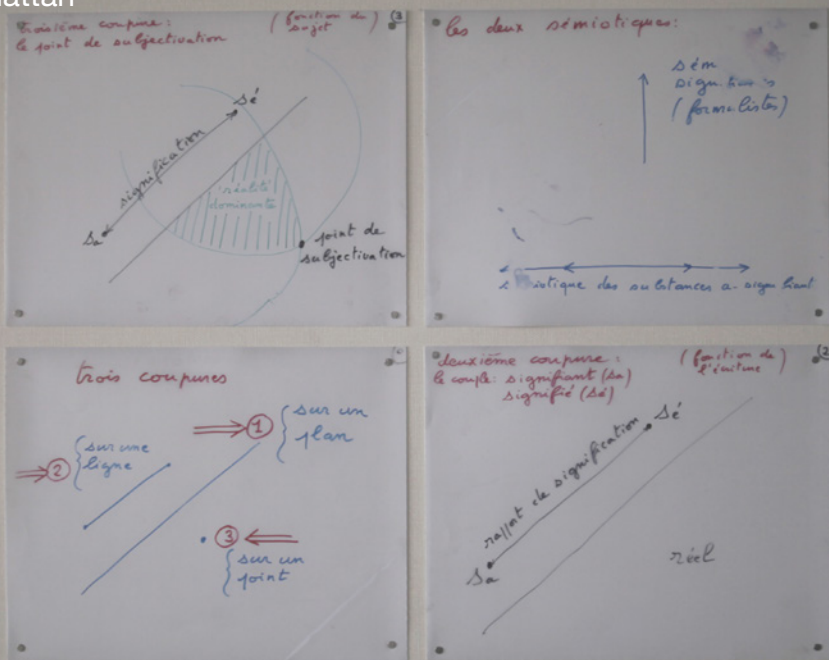 troisième coupure :
le point de subjectivation
(fonction du
sujet)
3
Sé
signification
Sa
réalité
dominante
point de
subjectivation
les deux sémiotiques :
sém
(formalistes)
des substances a-
trois coupures
1
sur un
plan
2
sur une
ligne
3
sur un
point
deuxième coupure :
le couple : signifiant (Sa)
signifié (Sé)
(fonction de
l'écriture)
2
Sé
rapport de signification
Sa
réel